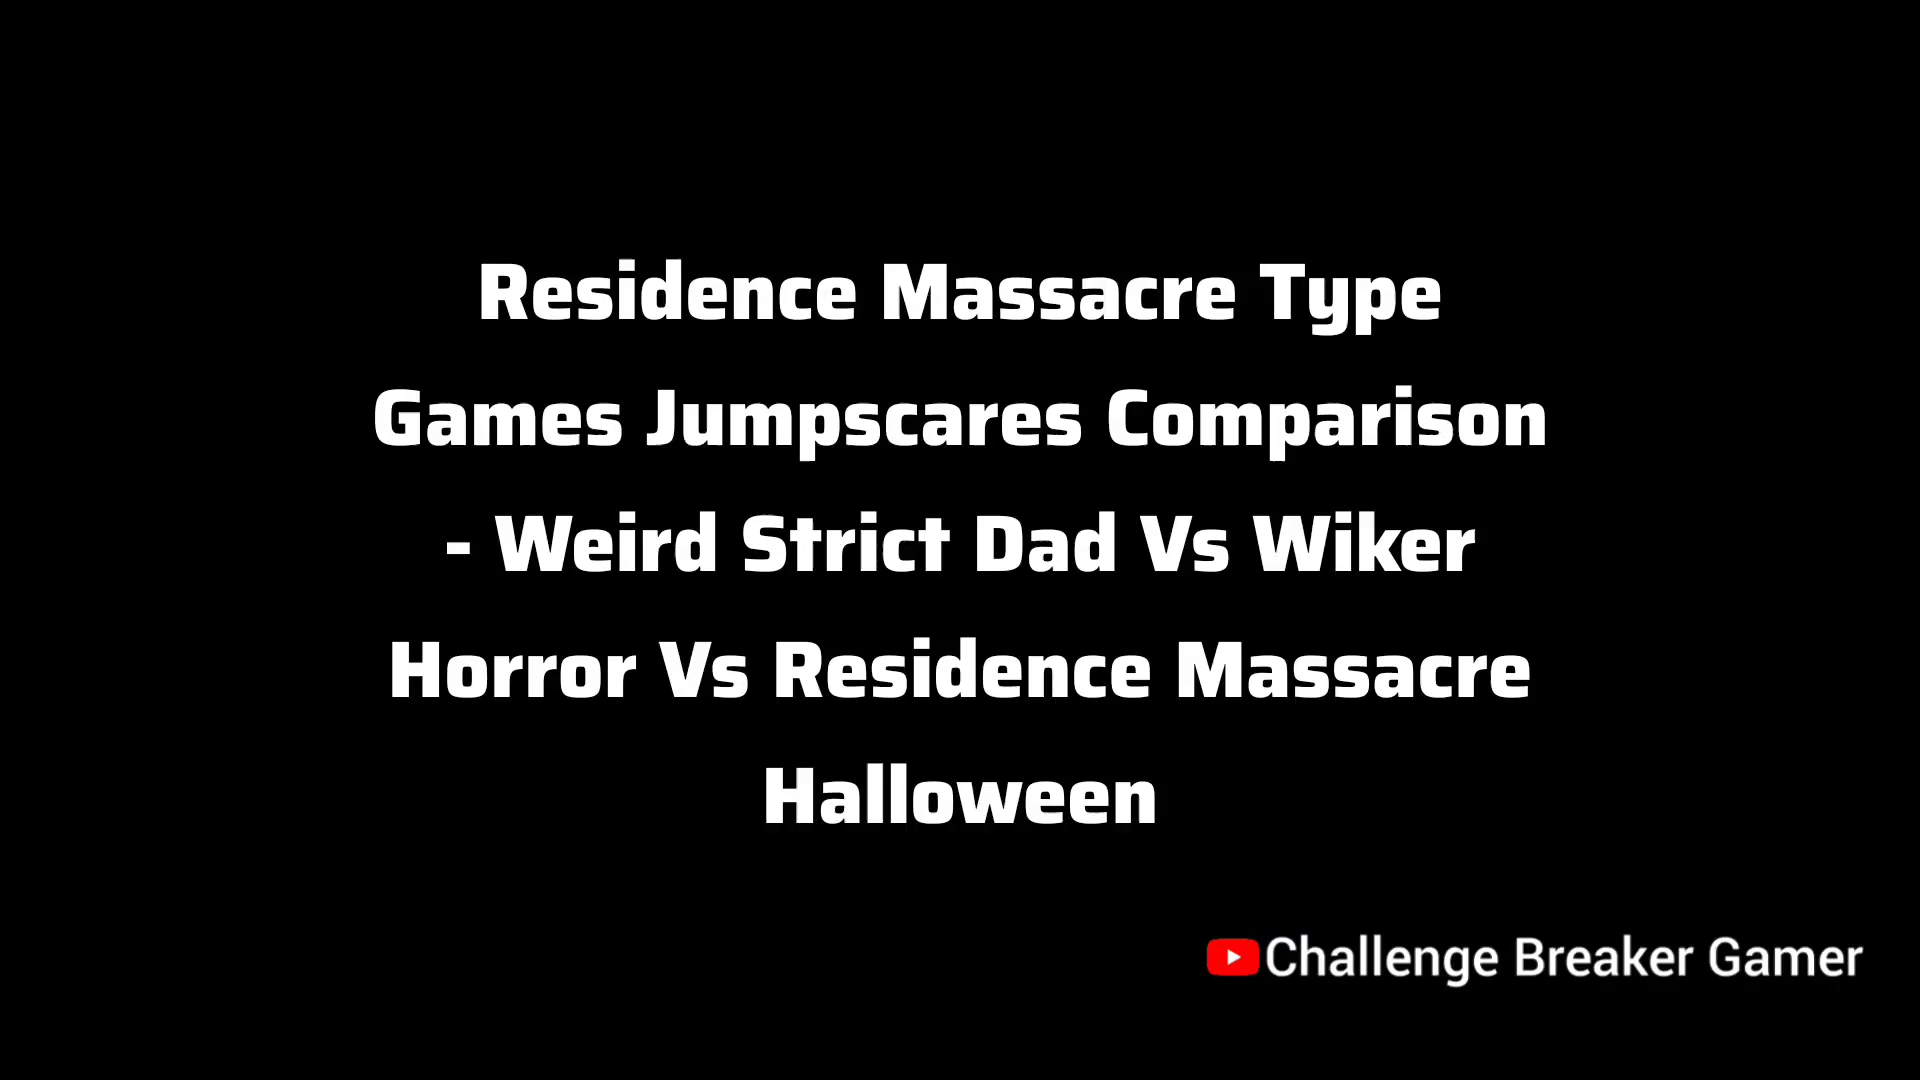 Residence Massacre Type
Games Jumpscares Comparison
- Weird Strict Dad Vs Wiker
Horror Vs Residence Massacre
Halloween
Challenge Breaker Gamer